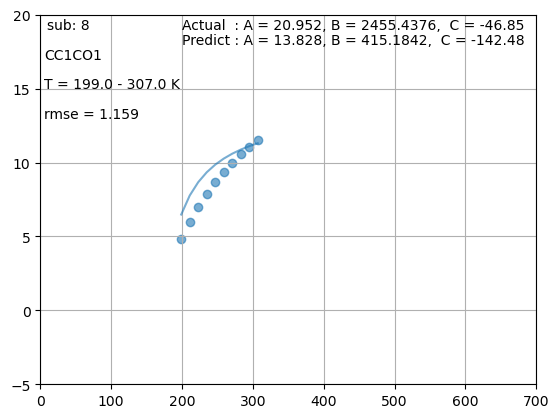 sub: 8
Actual : A = 20.952, B = 2455.4376, C = -46.85
Predict : A = 13.828, B = 415.1842, C = -142.48
CC1CO1
T = 199.0 - 307.0 K
rmse = 1.159
20
15
10
5
0
−5
0 100 200 300 400 500 600 700